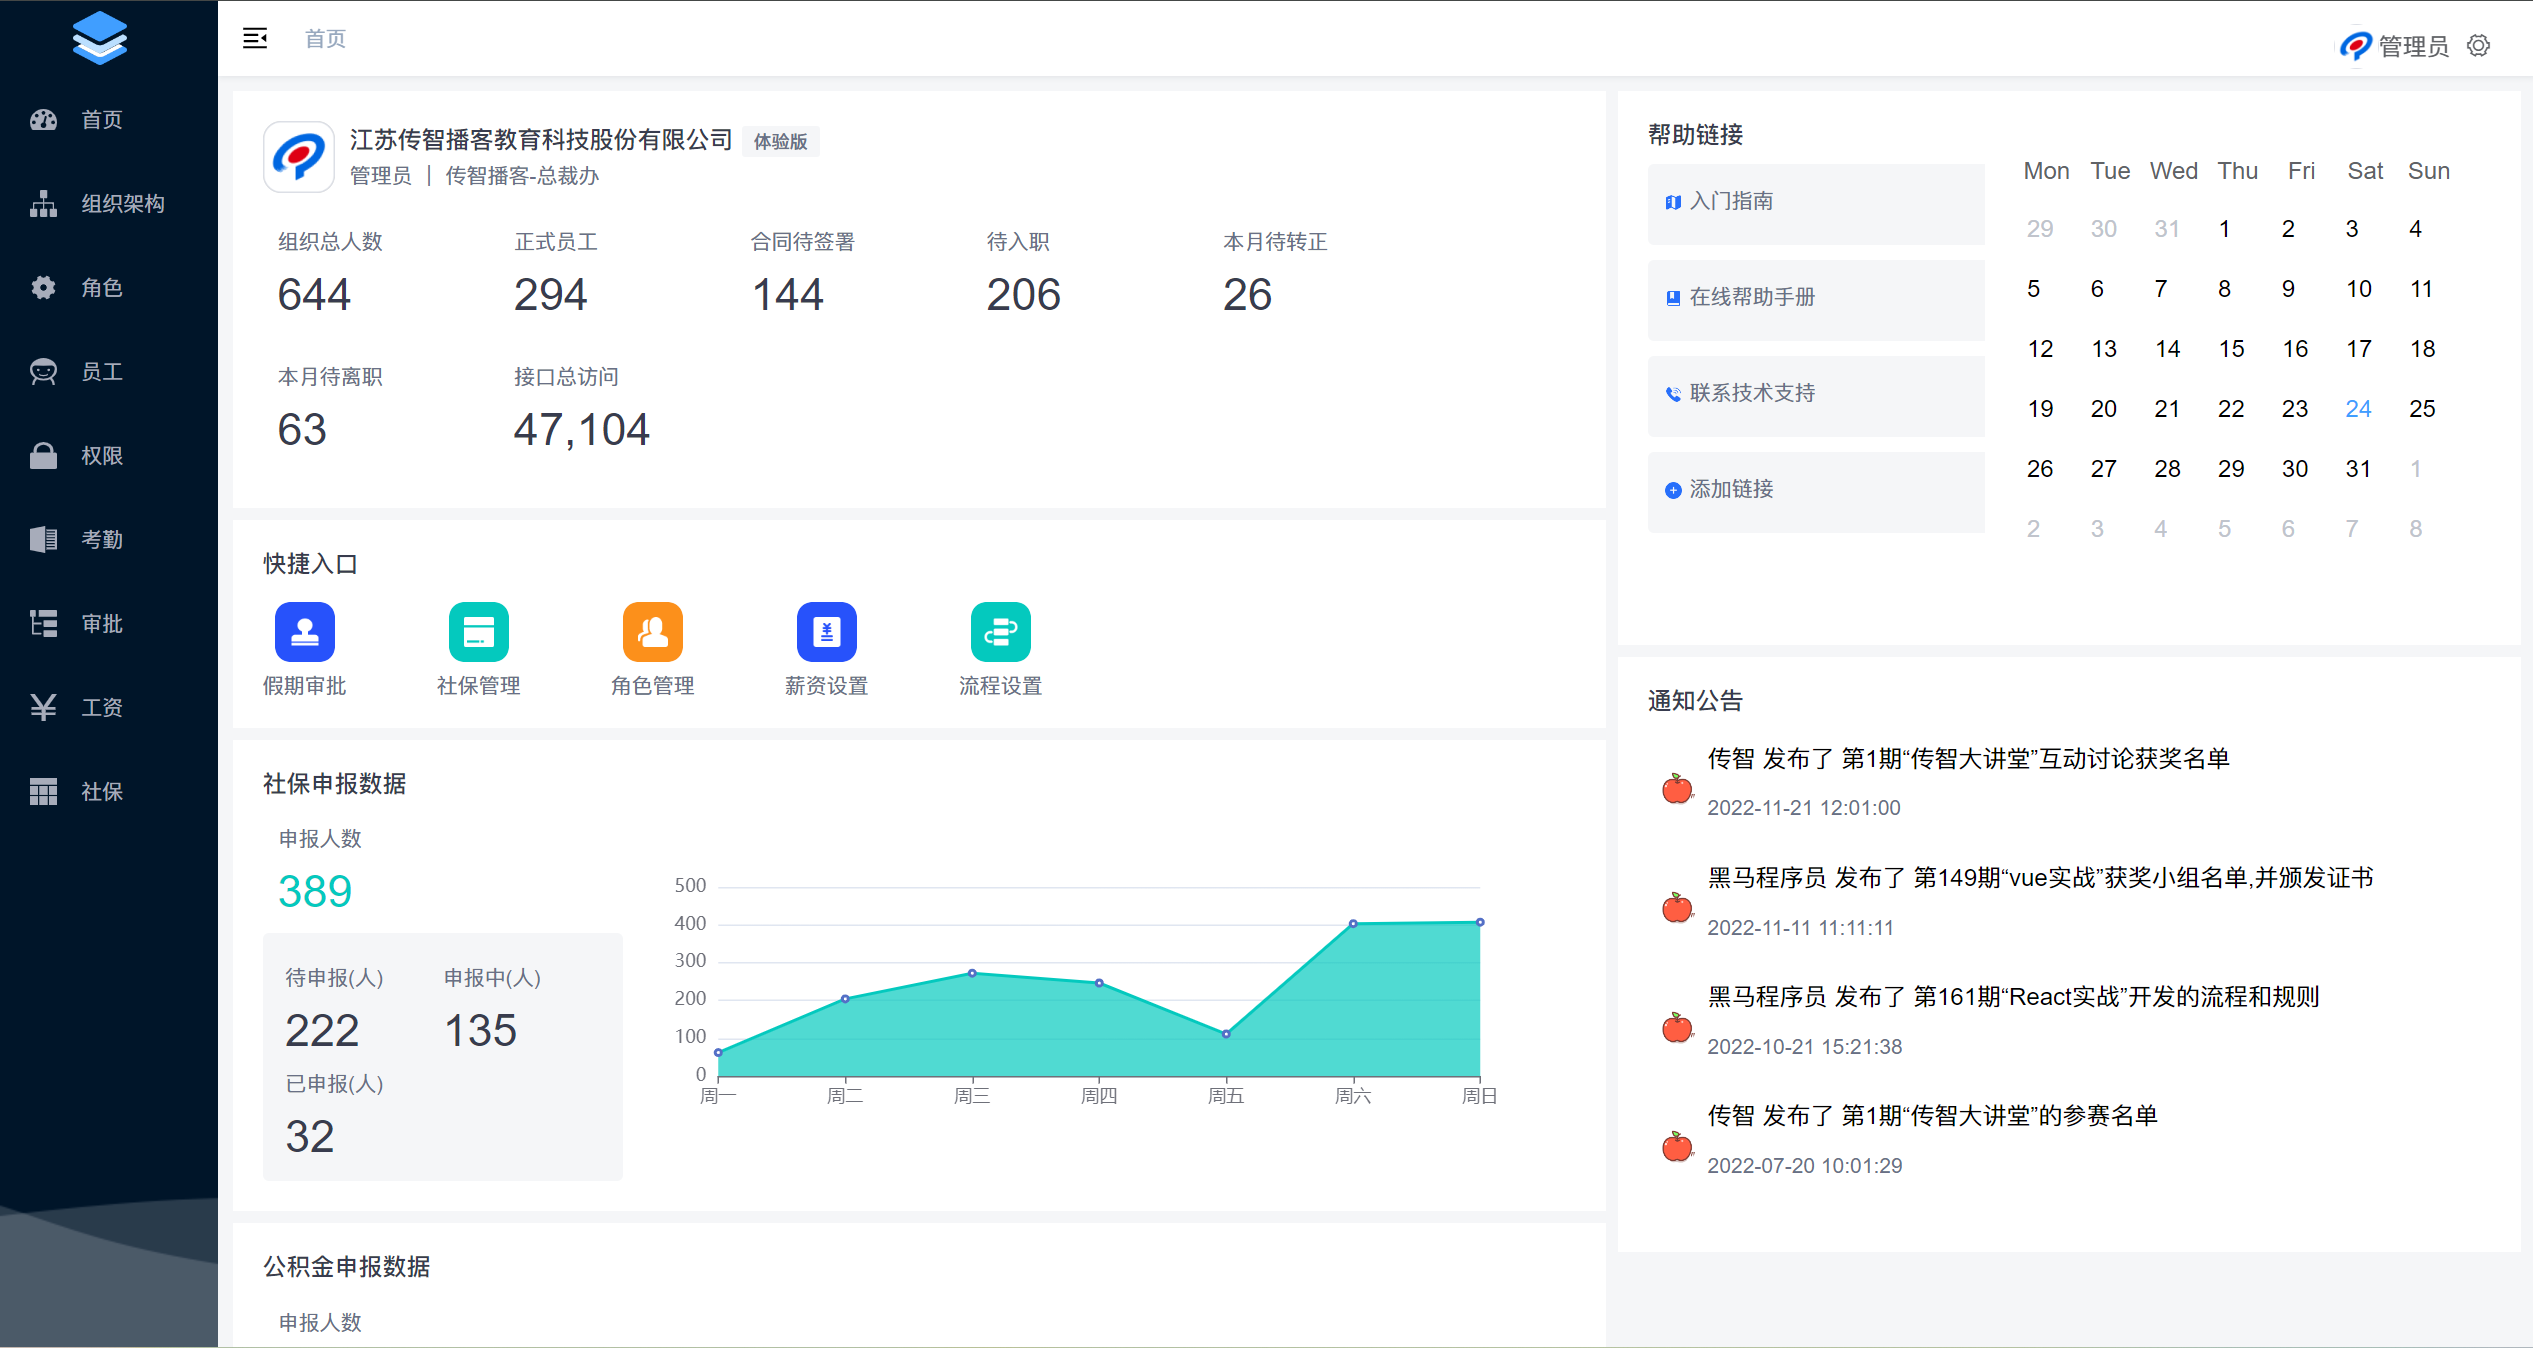 首页
组织架构
角色
员工
权限
考勤
审批
工资
社保
首页
管理员
江苏传智播客教育科技股份有限公司 体验版
管理员 | 传智播客-总裁办
组织总人数 正式员工 合同待签署 待入职 本月待转正
644 294 144 206 26
本月待离职 接口总访问
63 47,104
快捷入口
假期审批 社保管理 角色管理 薪资设置 流程设置
社保申报数据
申报人数
389
待申报(人) 申报中(人)
222 135
已申报(人)
32
500
400
300
200
100
0
周一 周二 周三 周四 周五 周六 周日
公积金申报数据
申报人数
帮助链接
入门指南
在线帮助手册
联系技术支持
添加链接
Mon Tue Wed Thu Fri Sat Sun
29 30 31 1 2 3 4
5 6 7 8 9 10 11
12 13 14 15 16 17 18
19 20 21 22 23 24 25
26 27 28 29 30 31 1
2 3 4 5 6 7 8
通知公告
传智 发布了 第1期“传智大讲堂”互动讨论获奖名单
2022-11-21 12:01:00
黑马程序员 发布了 第149期“vue实战”获奖小组名单,并颁发证书
2022-11-11 11:11:11
黑马程序员 发布了 第161期“React实战”开发的流程和规则
2022-10-21 15:21:38
传智 发布了 第1期“传智大讲堂”的参赛名单
2022-07-20 10:01:29